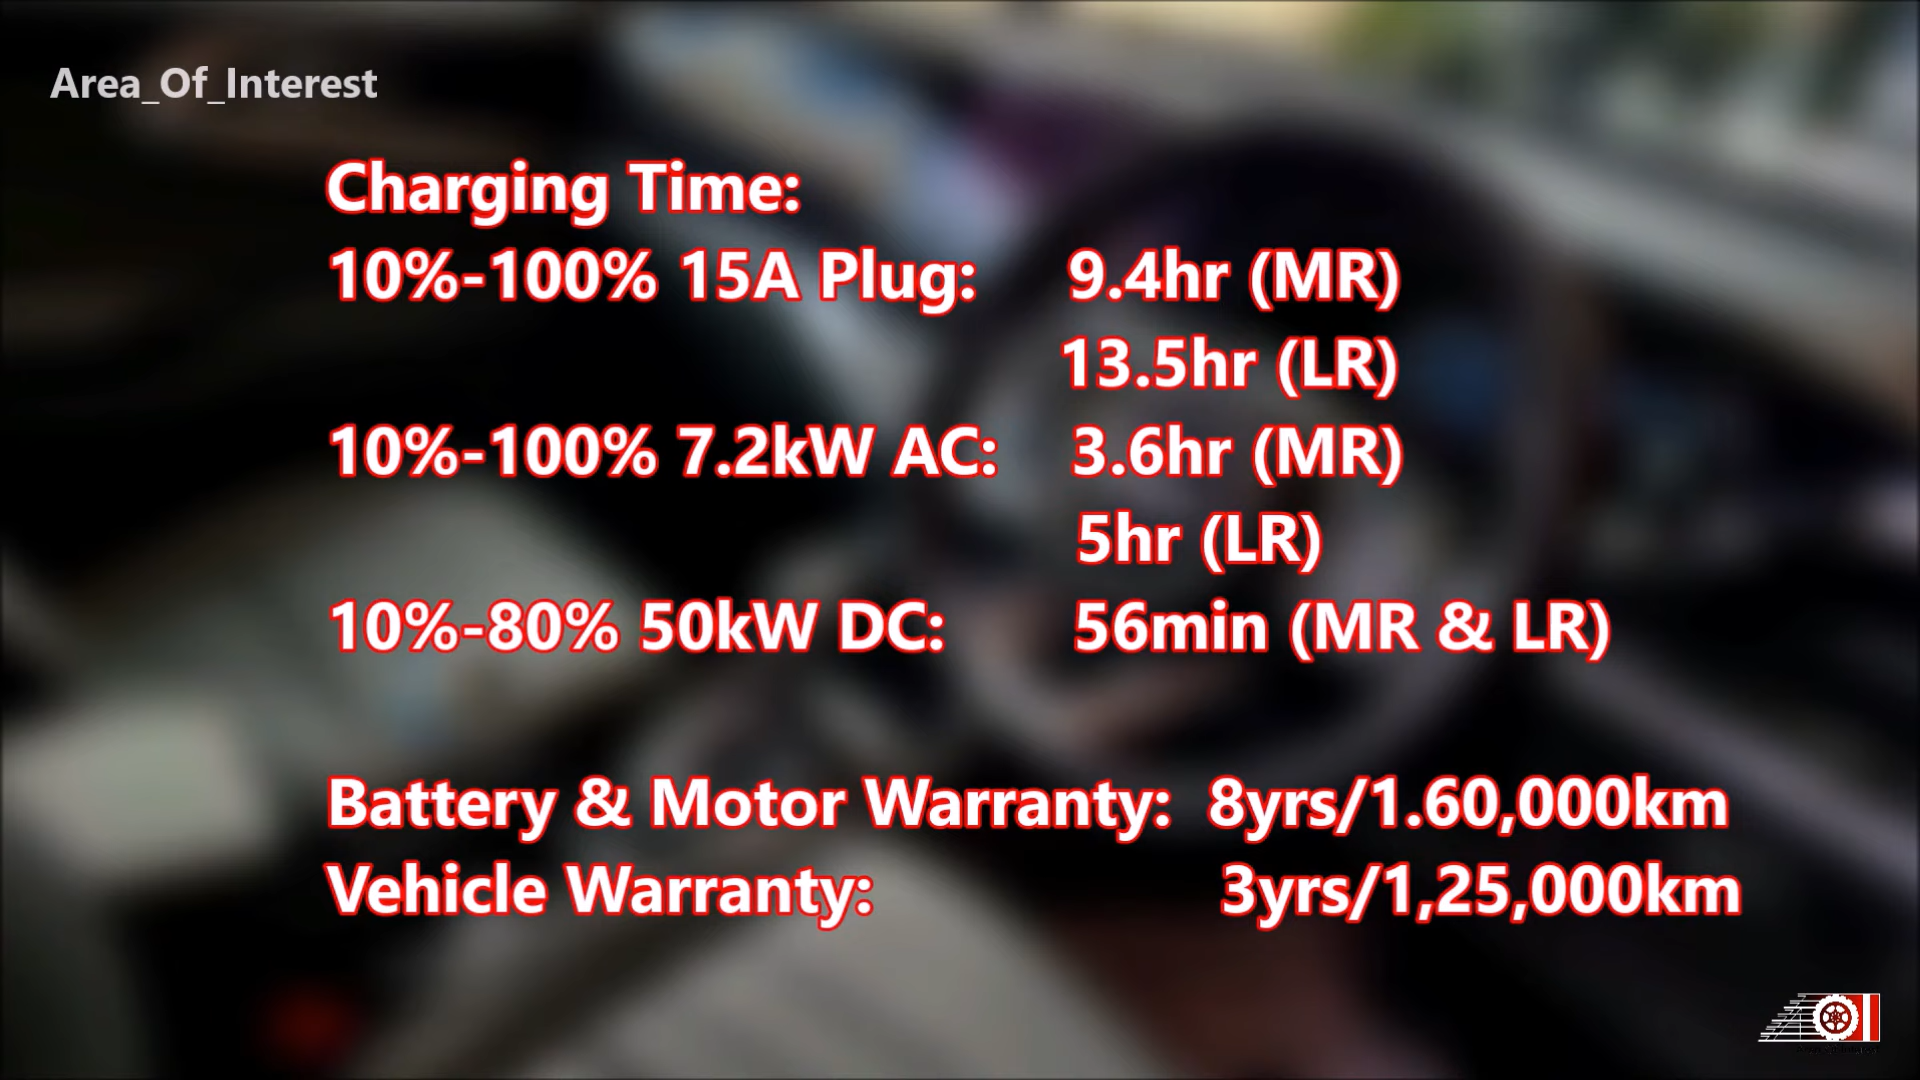 Area_Of_Interest
Charging Time:
10%-100% 15A Plug: 9.4hr (MR)
13.5hr (LR)
10%-100% 7.2kW AC: 3.6hr (MR)
5hr (LR)
10%-80% 50kW DC: 56min (MR & LR)
Battery & Motor Warranty: 8yrs/1.60,000km
Vehicle Warranty: 3yrs/1,25,000km